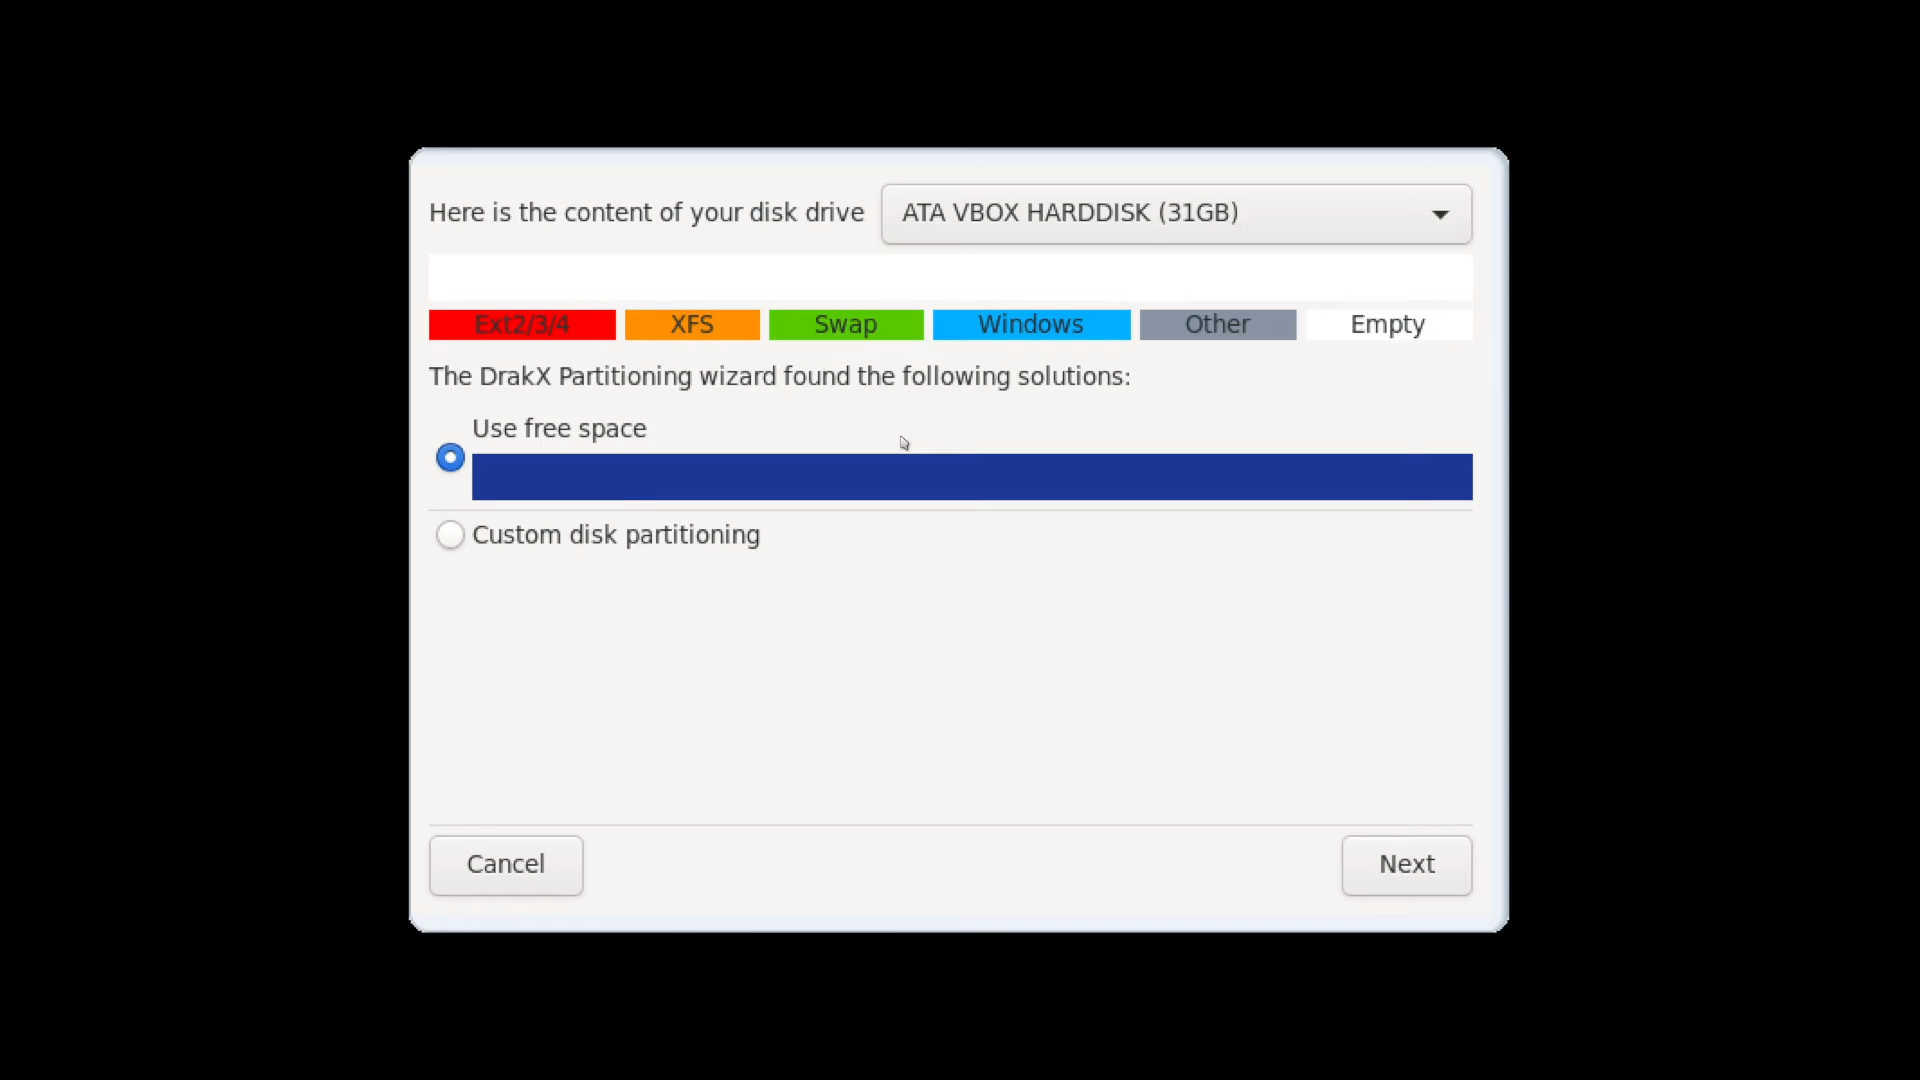 Here is the content of your disk drive ATA VBOX HARDDISK (31GB)
Ext2/3/4 XFS Swap Windows Other Empty
The DrakX Partitioning wizard found the following solutions:
Use free space
Custom disk partitioning
Cancel Next